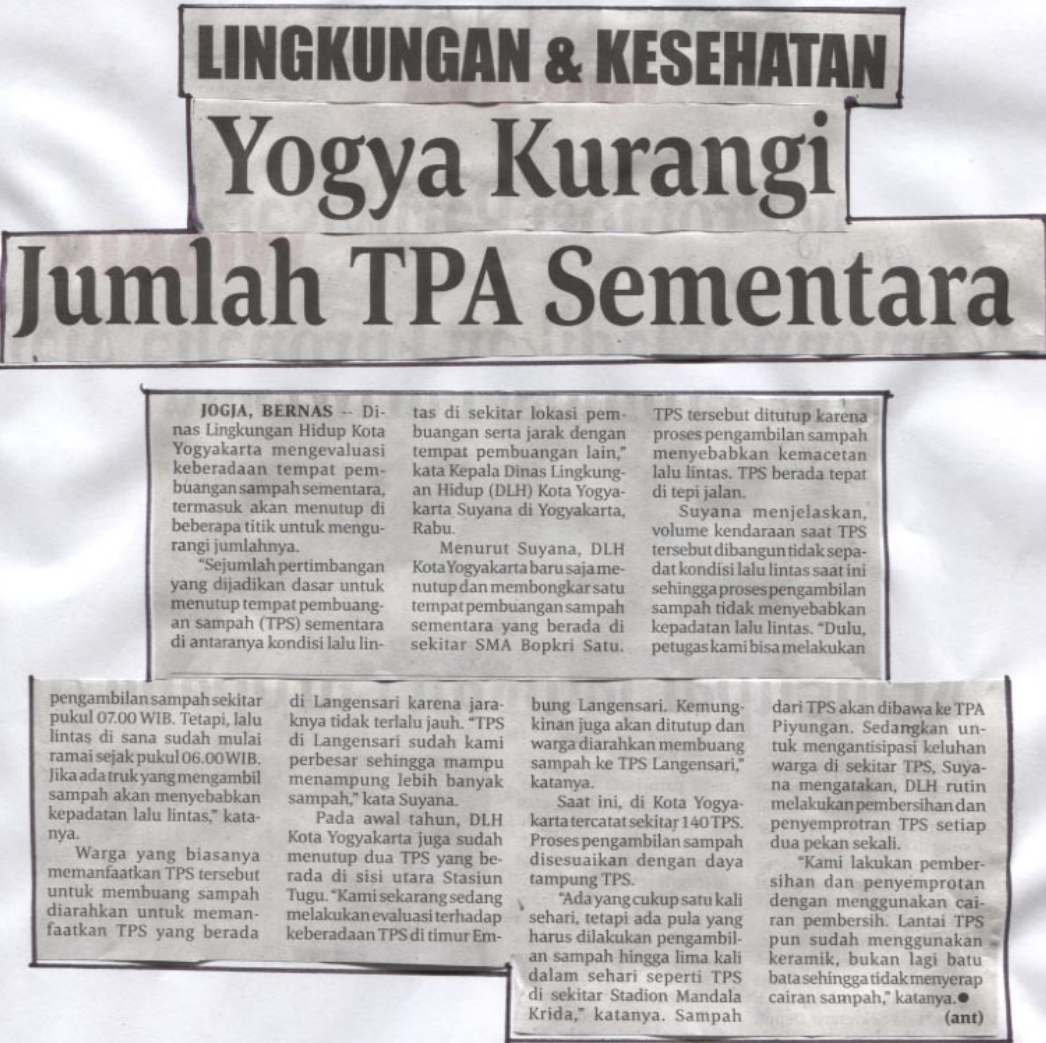 LINGKUNGAN & KESEHATAN
Yogya Kurangi
Jumlah TPA Sementara
JOGJA, BERNAS -- Di-
nas Lingkungan Hidup Kota
Yogyakarta mengevaluasi
keberadaan tempat pem-
buangan sampah sementara,
termasuk akan menutup di
beberapa titik untuk mengu-
rangi jumlahnya.
"Sejumlah pertimbangan
yang dijadikan dasar untuk
menutup tempat pembuang-
an sampah (TPS) sementara
di antaranya kondisi lalu lin-
tas di sekitar lokasi pem-
buangan serta jarak dengan
tempat pembuangan lain,"
kata Kepala Dinas Lingkung-
an Hidup (DLH) Kota Yogya-
karta Suyana di Yogyakarta,
Rabu.
Menurut Suyana, DLH
Kota Yogyakarta baru saja me-
nutup dan membongkar satu
tempat pembuangan sampah
sementara yang berada di
sekitar SMA Bopkri Satu.
TPS tersebut ditutup karena
proses pengambilan sampah
menyebabkan kemacetan
lalu lintas. TPS berada tepat
di tepi jalan.
Suyana menjelaskan,
volume kendaraan saat TPS
tersebut dibangun tidak sepa-
dat kondisi lalu lintas saat ini
sehingga proses pengambilan
sampah tidak menyebabkan
kepadatan lalu lintas. "Dulu,
petugas kami bisa melakukan
pengambilan sampah sekitar
pukul 07.00 WIB. Tetapi, lalu
lintas di sana sudah mulai
ramai sejak pukul 06.00 WIB.
Jika ada truk yang mengambil
sampah akan menyebabkan
kepadatan lalu lintas," kata-
nya.
Warga yang biasanya
memanfaatkan TPS tersebut
untuk membuang sampah
diarahkan untuk meman-
faatkan TPS yang berada
di Langensari karena jara-
knya tidak terlalu jauh. "TPS
di Langensari sudah kami
perbesar sehingga mampu
menampung lebih banyak
sampah," kata Suyana.
Pada awal tahun, DLH
Kota Yogyakarta juga sudah
menutup dua TPS yang be-
rada di sisi utara Stasiun
Tugu. "Kami sekarang sedang
melakukan evaluasi terhadap
keberadaan TPS di timur Em-
bung Langensari. Kemung-
kinan juga akan ditutup dan
warga diarahkan membuang
sampah ke TPS Langensari,"
katanya.
Saat ini, di Kota Yogya-
karta tercatat sekitar 140 TPS.
Proses pengambilan sampah
disesuaikan dengan daya
tampung TPS.
"Ada yang cukup satu kali
sehari, tetapi ada pula yang
harus dilakukan pengambil-
an sampah hingga lima kali
dalam sehari seperti TPS
di sekitar Stadion Mandala
Krida," katanya. Sampah
dari TPS akan dibawa ke TPA
Piyungan. Sedangkan un-
tuk mengantisipasi keluhan
warga di sekitar TPS, Suya-
na mengatakan, DLH rutin
melakukan pembersihan dan
penyemprotran TPS setiap
dua pekan sekali.
"Kami lakukan pember-
sihan dan penyemprotan
dengan menggunakan cai-
ran pembersih. Lantai TPS
pun sudah menggunakan
keramik, bukan lagi batu
bata sehingga tidak menyerap
cairan sampah," katanya.●
(ant)